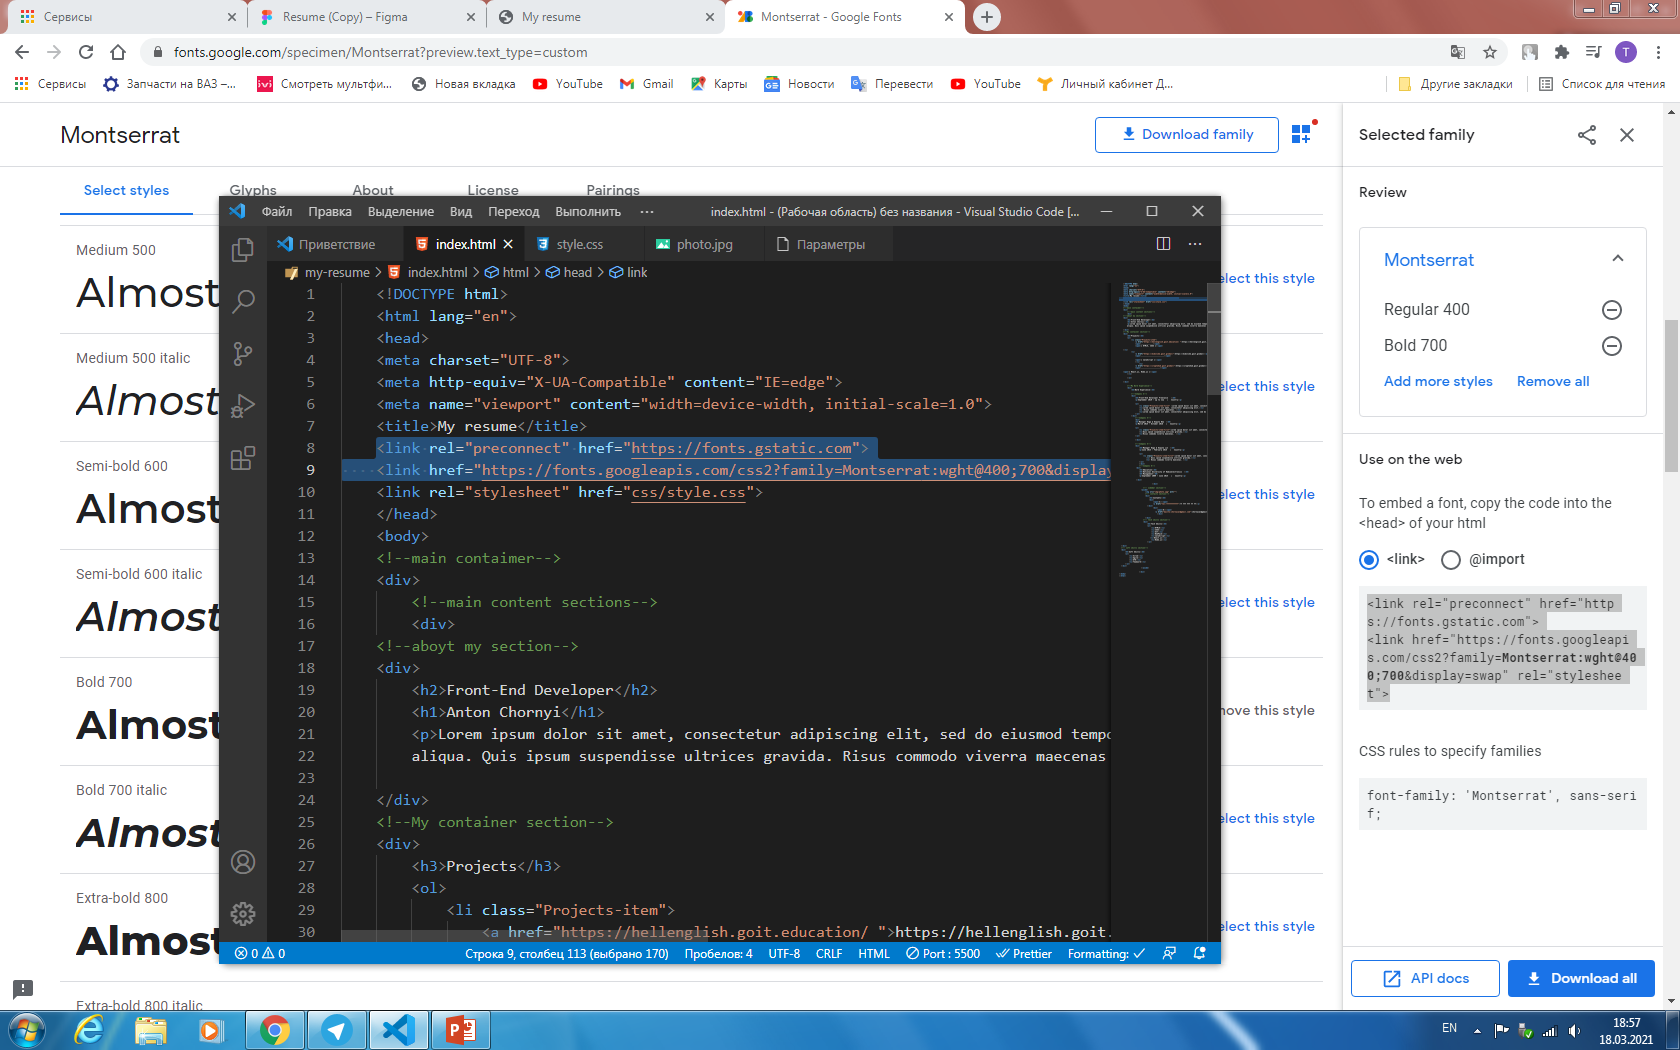 Сервисы
Resume (Copy) – Figma
My resume
Montserrat - Google Fonts
fonts.google.com/specimen/Montserrat?preview.text_type=custom
T
Сервисы
Запчасти на ВАЗ –...
Смотреть мультфи...
Новая вкладка
YouTube
Gmail
Карты
Новости
Перевести
YouTube
Личный кабинет Д...
Другие закладки
Список для чтения
Montserrat
Download family
Select styles
Glyphs
About
License
Pairings
Medium 500
Almost
Medium 500 italic
Almost
Semi-bold 600
Almost
Semi-bold 600 italic
Almost
Bold 700
Almost
Bold 700 italic
Almost
Extra-bold 800
Almost
Extra-bold 800 italic
elect this style
elect this style
elect this style
elect this style
move this style
elect this style
elect this style
Файл
Правка
Выделение
Вид
Переход
Выполнить
...
index.html - (Рабочая область) без названия - Visual Studio Code [...
Приветствие
index.html
style.css
photo.jpg
Параметры
my-resume > index.html > html > head > link
1 <!DOCTYPE html>
2 <html lang="en">
3 <head>
4 <meta charset="UTF-8">
5 <meta http-equiv="X-UA-Compatible" content="IE=edge">
6 <meta name="viewport" content="width=device-width, initial-scale=1.0">
7 <title>My resume</title>
8 <link rel="preconnect" href="https://fonts.gstatic.com">
9 <link href="https://fonts.googleapis.com/css2?family=Montserrat:wght@400;700&display
10 <link rel="stylesheet" href="css/style.css">
11 </head>
12 <body>
13 <!--main contaimer-->
14 <div>
15 <!--main content sections-->
16 <div>
17 <!--aboyt my section-->
18 <div>
19 <h2>Front-End Developer</h2>
20 <h1>Anton Chornyi</h1>
21 <p>Lorem ipsum dolor sit amet, consectetur adipiscing elit, sed do eiusmod tempo
22 aliqua. Quis ipsum suspendisse ultrices gravida. Risus commodo viverra maecenas
23
24 </div>
25 <!--My container section-->
26 <div>
27 <h3>Projects</h3>
28 <ol>
29 <li class="Projects-item">
30 <a href="https://hellenglish.goit.education/ ">https://hellenglish.goit.
0
0
Строка 9, столбец 113 (выбрано 170)
Пробелов: 4
UTF-8
CRLF
HTML
Port : 5500
Prettier
Formatting:
Selected family
Review
Montserrat
Regular 400
Bold 700
Add more styles
Remove all
Use on the web
To embed a font, copy the code into the
<head> of your html
<link>
@import
<link rel="preconnect" href="http
s://fonts.gstatic.com">
<link href="https://fonts.googleapi
s.com/css2?family=Montserrat:wght@40
0;700&display=swap" rel="styleshee
t">
CSS rules to specify families
font-family: 'Montserrat', sans-seri
f;
API docs
Download all
EN
18:57
18.03.2021